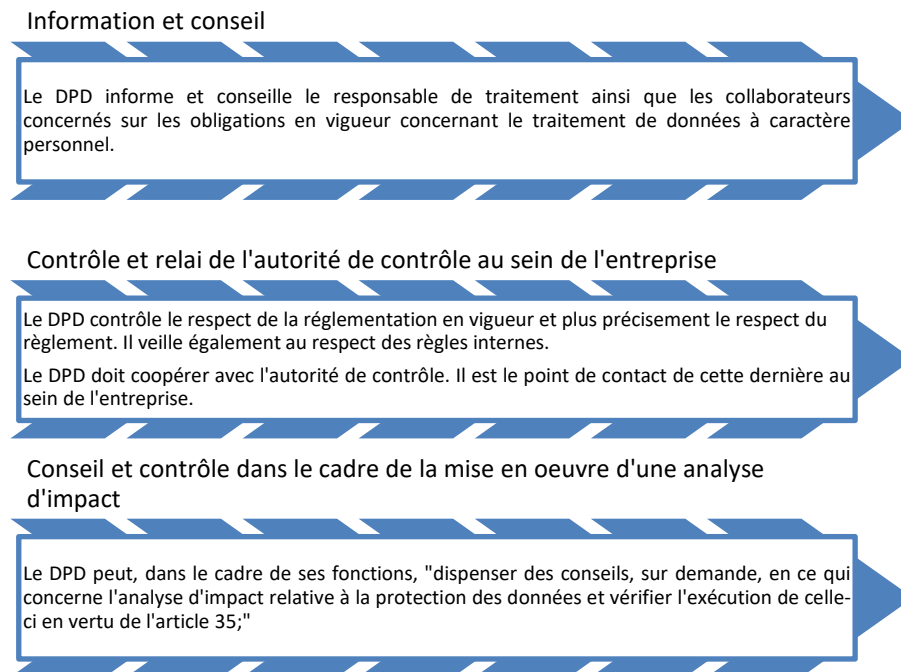 Information et conseil
Le DPD informe et conseille le responsable de traitement ainsi que les collaborateurs
concernés sur les obligations en vigueur concernant le traitement de données à caractère
personnel.
Contrôle et relai de l'autorité de contrôle au sein de l'entreprise
Le DPD contrôle le respect de la réglementation en vigueur et plus précisement le respect du
règlement. Il veille également au respect des règles internes.
Le DPD doit coopérer avec l'autorité de contrôle. Il est le point de contact de cette dernière au
sein de l'entreprise.
Conseil et contrôle dans le cadre de la mise en oeuvre d'une analyse
d'impact
Le DPD peut, dans le cadre de ses fonctions, "dispenser des conseils, sur demande, en ce qui
concerne l'analyse d'impact relative à la protection des données et vérifier l'exécution de celle-
ci en vertu de l'article 35;"